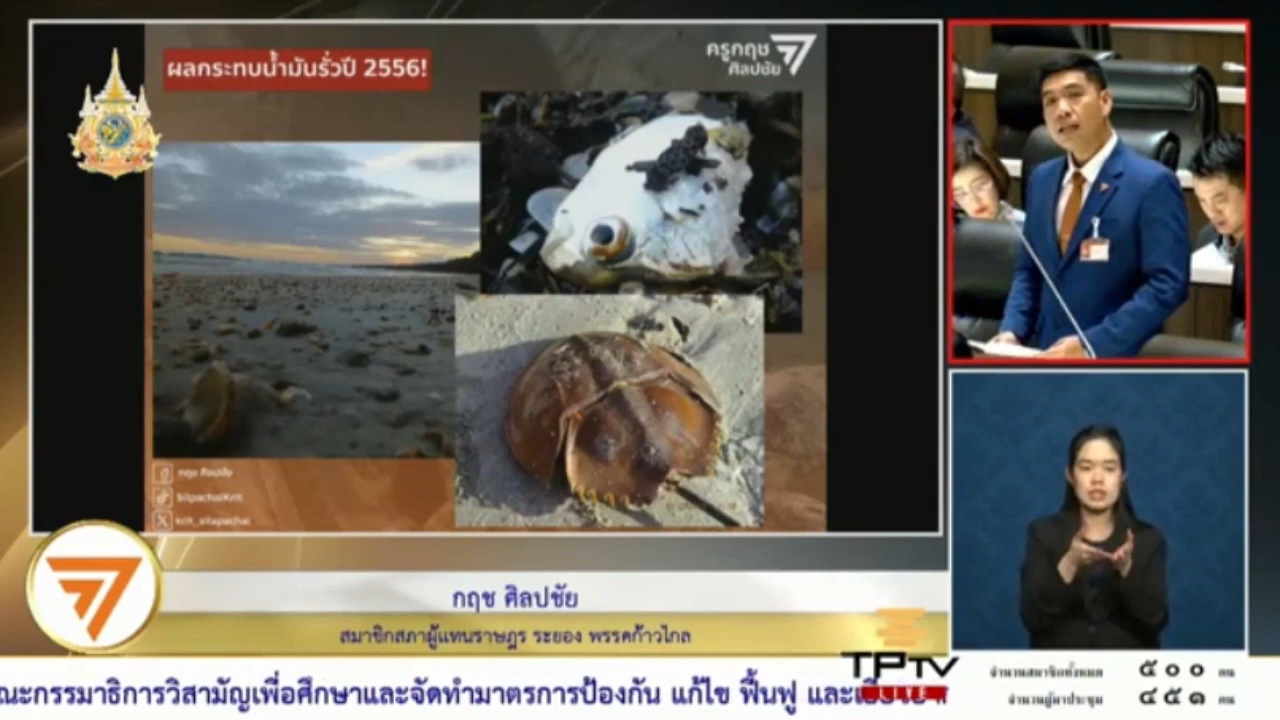 ผลกระทบน้ำมันรั่วปี 2556!
ครูกฤช
ศิลปชัย
กฤช ศิลปชัย
SilpachaiKrit
krit_silapachai
กฤช ศิลปชัย
สมาชิกสภาผู้แทนราษฎร ระยอง พรรคก้าวไกล
TPTV
LIVE
ณะกรรมาธิการวิสามัญเพื่อศึกษาและจัดทำมาตรการป้องกัน แก้ไข ฟื้นฟู และ
จำนวนสมาชิกทั้งหมด ๕๐๐ คน
จำนวนผู้มาประชุม ๔๕๑ คน